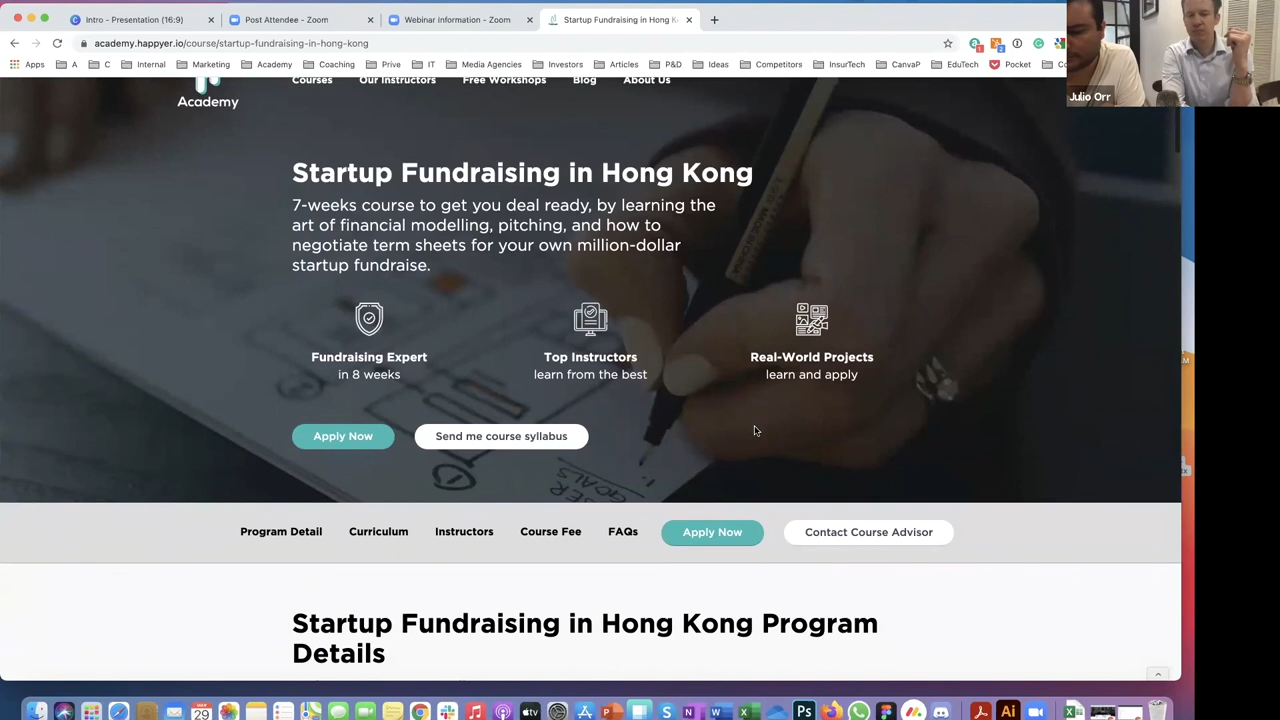 Intro - Presentation (16:9)
Post Attendee - Zoom
Webinar Information - Zoom
Startup Fundraising in Hong K
academy.happyer.io/course/startup-fundraising-in-hong-kong
Apps
A
C
Internal
Marketing
Academy
Coaching
Prive
IT
Media Agencies
Investors
Articles
P&D
Ideas
Competitors
InsurTech
CanvaP
EduTech
Pocket
Julio Orr
Academy
Courses
Our Instructors
Free Workshops
Blog
About Us
Startup Fundraising in Hong Kong
7-weeks course to get you deal ready, by learning the
art of financial modelling, pitching, and how to
negotiate term sheets for your own million-dollar
startup fundraise.
Fundraising Expert
in 8 weeks
Top Instructors
learn from the best
Real-World Projects
learn and apply
Apply Now
Send me course syllabus
GOALS
Program Detail
Curriculum
Instructors
Course Fee
FAQs
Apply Now
Contact Course Advisor
Startup Fundraising in Hong Kong Program
Details
29
tv
Ps
Ai